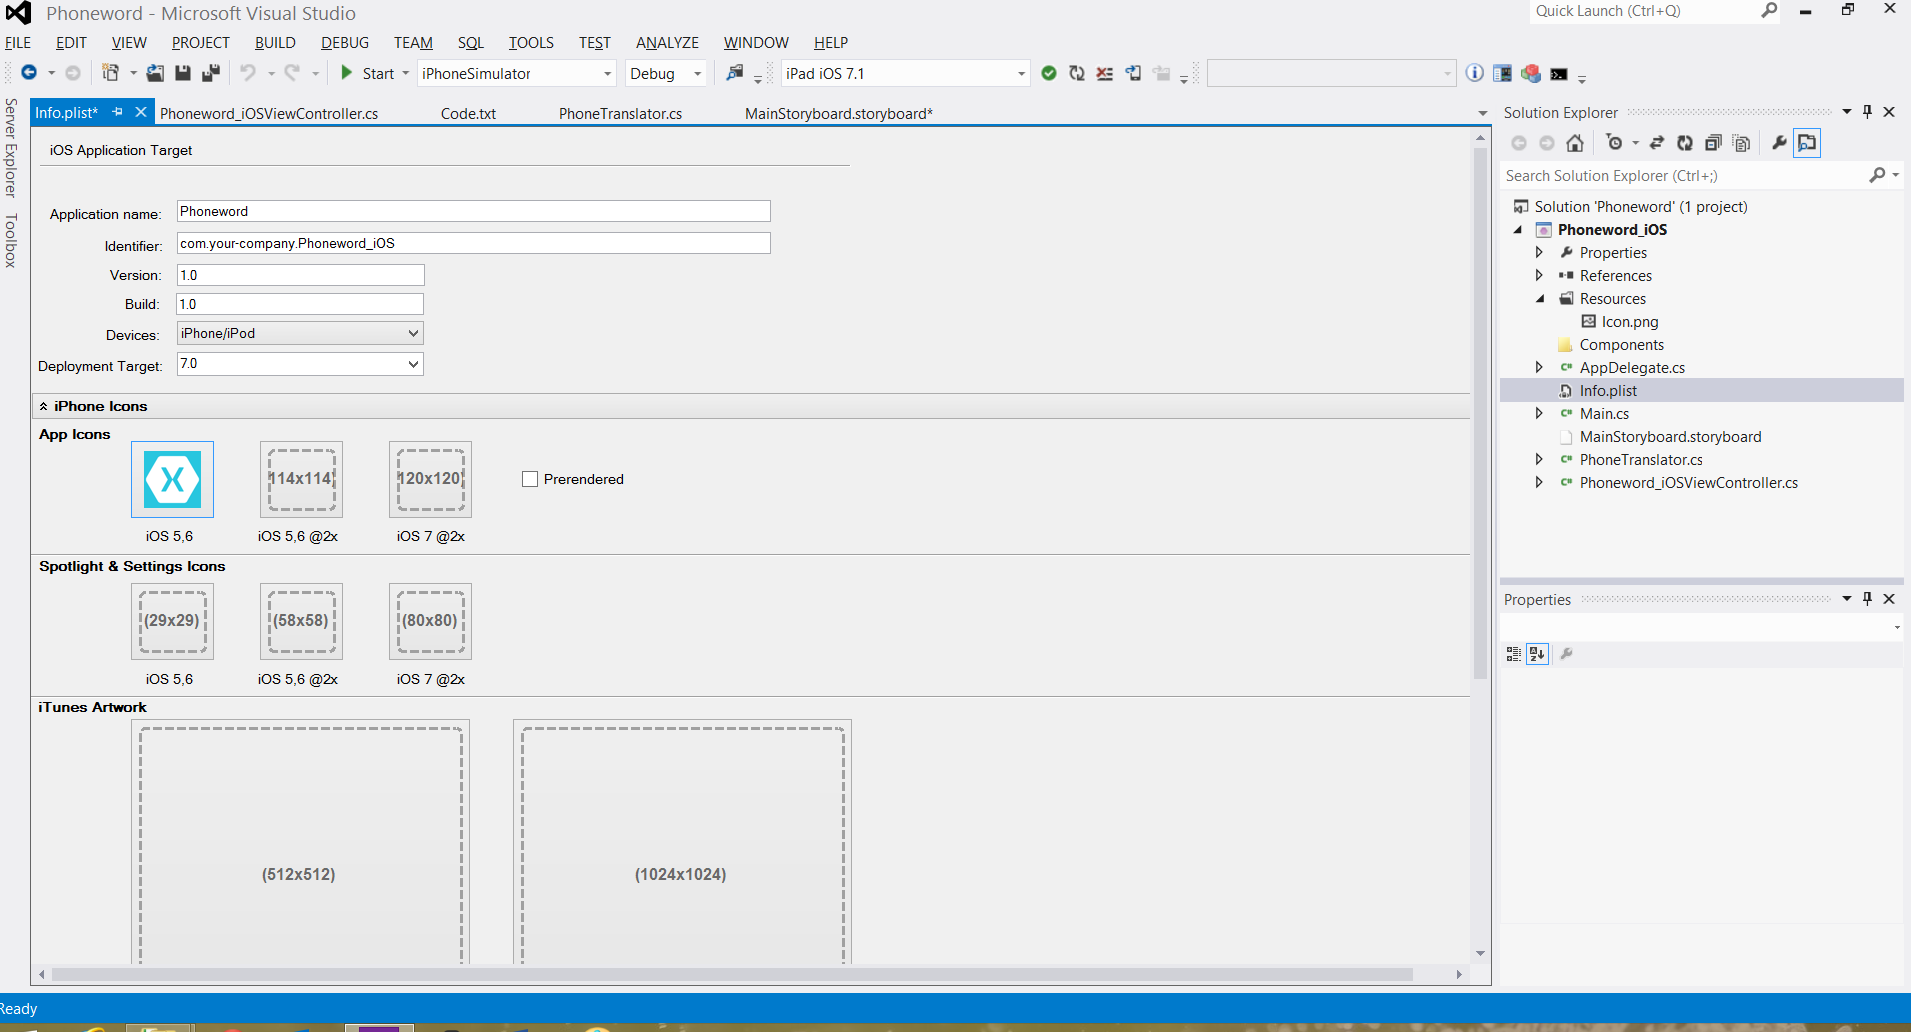 Phoneword - Microsoft Visual Studio
Quick Launch (Ctrl+Q)
FILE EDIT VIEW PROJECT BUILD DEBUG TEAM SQL TOOLS TEST ANALYZE WINDOW HELP
Start iPhoneSimulator Debug iPad iOS 7.1
Server Explorer
Toolbox
Info.plist* Phoneword_iOSViewController.cs Code.txt PhoneTranslator.cs MainStoryboard.storyboard*
iOS Application Target
Application name: Phoneword
Identifier: com.your-company.Phoneword_iOS
Version: 1.0
Build: 1.0
Devices: iPhone/iPod
Deployment Target: 7.0
iPhone Icons
App Icons
X 114x114 120x120 Prerendered
iOS 5,6 iOS 5,6 @2x iOS 7 @2x
Spotlight & Settings Icons
(29x29) (58x58) (80x80)
iOS 5,6 iOS 5,6 @2x iOS 7 @2x
iTunes Artwork
(512x512) (1024x1024)
Solution Explorer
Search Solution Explorer (Ctrl+;)
Solution 'Phoneword' (1 project)
Phoneword_iOS
Properties
References
Resources
Icon.png
Components
AppDelegate.cs
Info.plist
Main.cs
MainStoryboard.storyboard
PhoneTranslator.cs
Phoneword_iOSViewController.cs
Properties
Ready